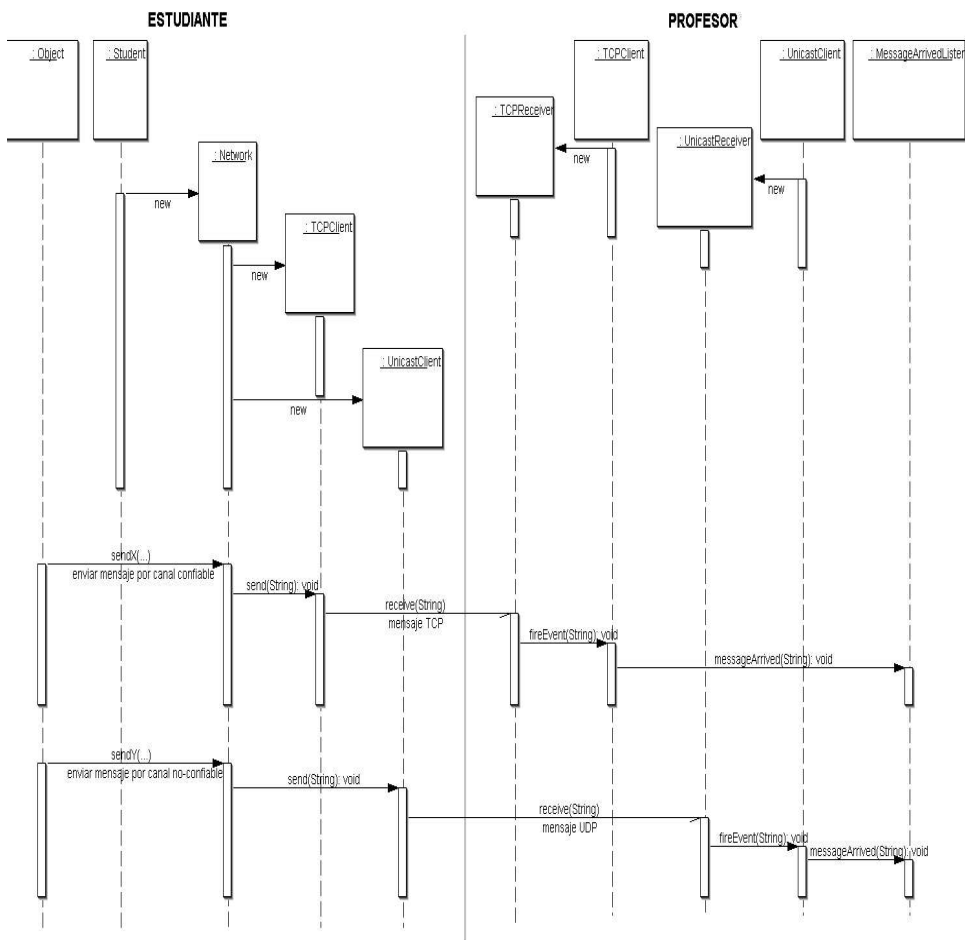 ESTUDIANTE
PROFESOR
: Object
: Student
: TCPClient
: UnicastClient
: MessageArrivedListener
: TCPReceiver
: UnicastReceiver
: Network
new
new
new
: TCPClient
new
: UnicastClient
new
sendX(...)
enviar mensaje por canal confiable
send(String): void
receive(String)
mensaje TCP
fireEvent(String): void
messageArrived(String): void
sendY(...)
enviar mensaje por canal no-confiable
send(String): void
receive(String)
mensaje UDP
fireEvent(String): void
messageArrived(String): void